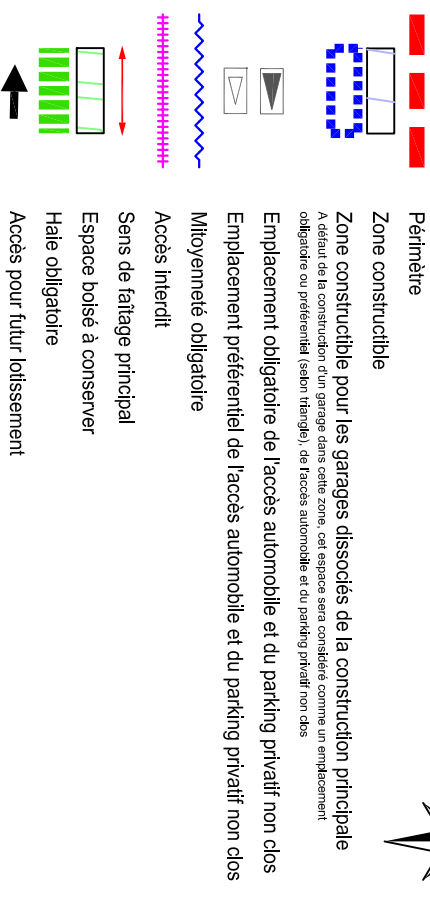 Périmètre
Zone constructible
Zone constructible pour les garages dissociés de la construction principale
A défaut de la construction d'un garage dans cette zone, cet espace sera considéré comme un emplacement
obligatoire ou préférentiel (selon triangle), de l'accès automobile et du parking privatif non clos
Emplacement obligatoire de l'accès automobile et du parking privatif non clos
Emplacement préférentiel de l'accès automobile et du parking privatif non clos
Mitoyenneté obligatoire
Accès interdit
Sens de faîtage principal
Espace boisé à conserver
Haie obligatoire
Accès pour futur lotissement